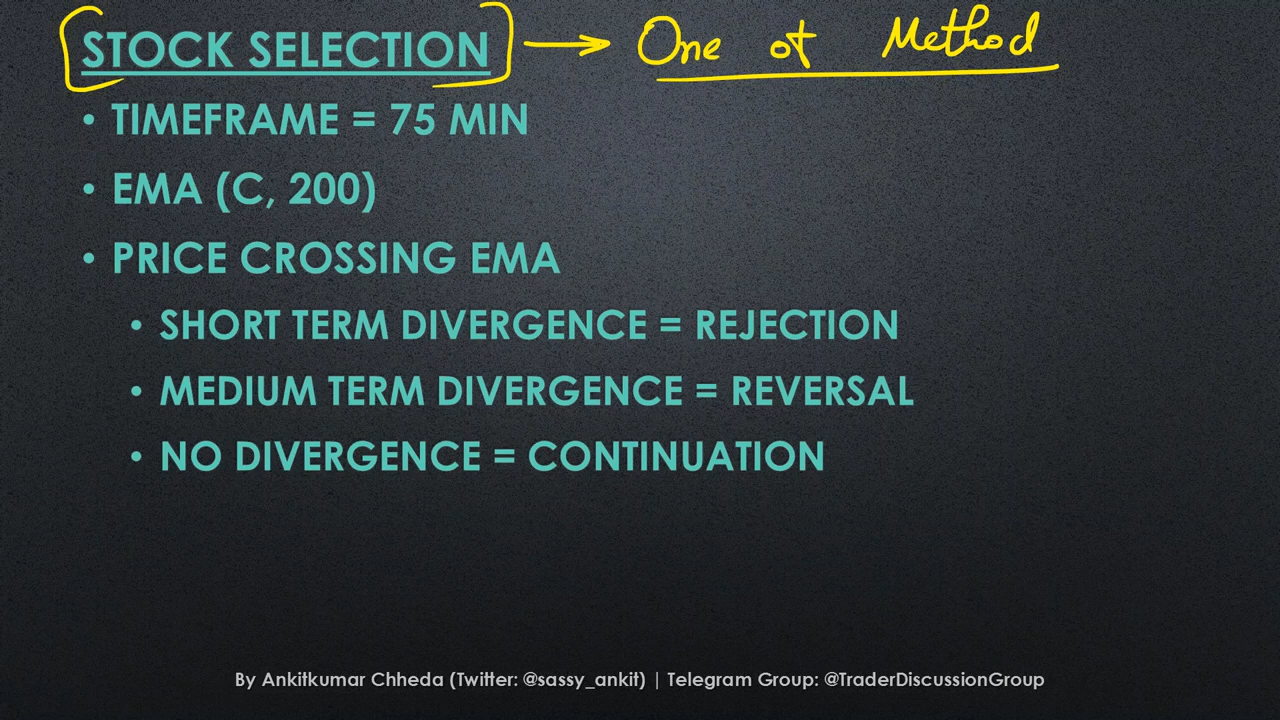 STOCK SELECTION → One of Method
• TIMEFRAME = 75 MIN
• EMA (C, 200)
• PRICE CROSSING EMA
• SHORT TERM DIVERGENCE = REJECTION
• MEDIUM TERM DIVERGENCE = REVERSAL
• NO DIVERGENCE = CONTINUATION
By Ankitkumar Chheda (Twitter: @sassy_ankit) | Telegram Group: @TraderDiscussionGroup